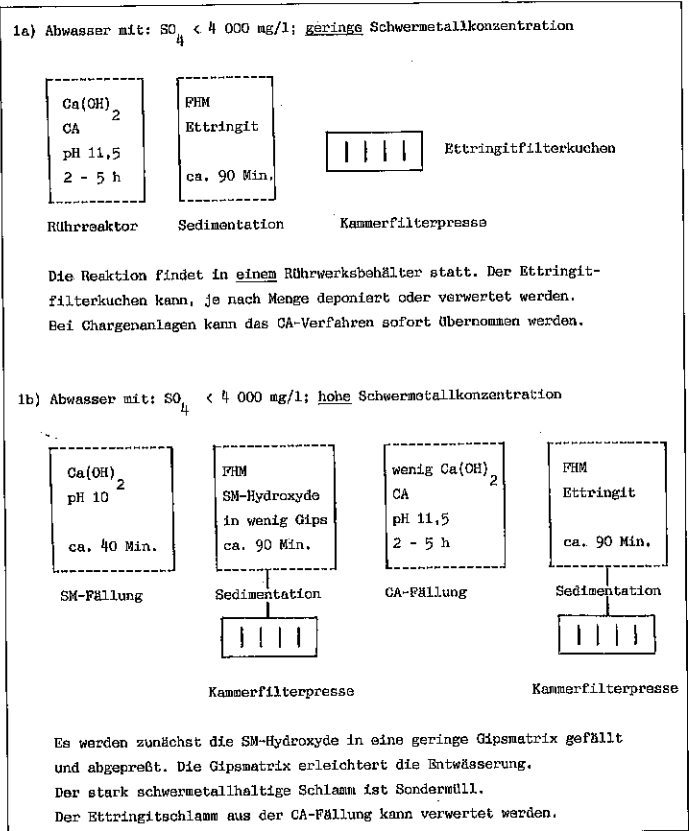 1a) Abwasser mit: SO4 < 4 000 mg/l; geringe Schwermetallkonzentration
Ca(OH)2
CA
pH 11,5
2 - 5 h
Rührreaktor
FHM
Ettringit
ca. 90 Min.
Sedimentation
Ettringitfilterkuchen
Kammerfilterpresse
Die Reaktion findet in einem Rührwerksbehälter statt. Der Ettringit-
filterkuchen kann, je nach Menge deponiert oder verwertet werden.
Bei Chargenanlagen kann das CA-Verfahren sofort übernommen werden.
1b) Abwasser mit: SO4 < 4 000 mg/l; hohe Schwermetallkonzentration
Ca(OH)2
pH 10
ca. 40 Min.
SM-Fällung
FHM
SM-Hydroxyde
in wenig Gips
ca. 90 Min.
Sedimentation
Kammerfilterpresse
wenig Ca(OH)2
CA
pH 11,5
2 - 5 h
CA-Fällung
FHM
Ettringit
ca. 90 Min.
Sedimentation
Kammerfilterpresse
Es werden zunächst die SM-Hydroxyde in eine geringe Gipsmatrix gefällt
und abgepreßt. Die Gipsmatrix erleichtert die Entwässerung.
Der stark schwermetallhaltige Schlamm ist Sondermüll.
Der Ettringitschlamm aus der CA-Fällung kann verwertet werden.